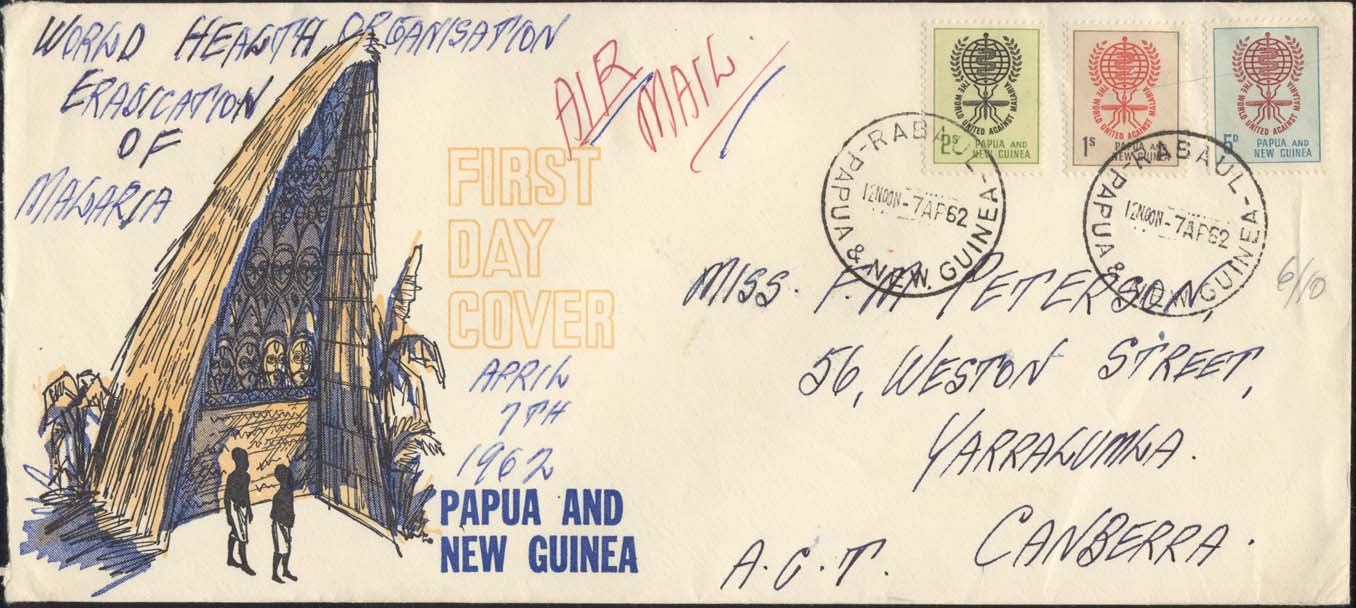 WORLD HEALTH ORGANISATION
ERADICATION
OF
MALARIA
AIR
MAIL
FIRST
DAY
COVER
APRIL
7TH
1962
PAPUA AND
NEW GUINEA
THE WORLD UNITED AGAINST MALARIA
2S PAPUA AND
NEW GUINEA
THE WORLD UNITED AGAINST MALARIA
1S PAPUA AND
NEW GUINEA
THE WORLD UNITED AGAINST MALARIA
5D PAPUA AND
NEW GUINEA
RABAUL-
12NOON-7AP62
PAPUA & NEW GUINEA-
RABAUL-
12NOON-7AP62
PAPUA & NEW GUINEA-
MISS. F.M. PETERSON,
6/10
56, WESTON STREET,
YARRALUMLA.
CANBERRA.
A.C.T.